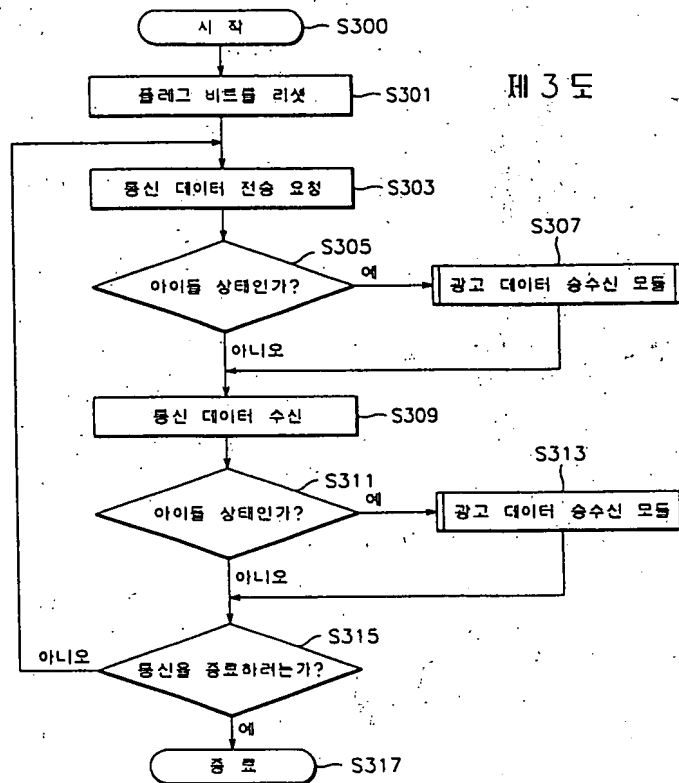 시 작
S300
제 3 도
플레그 비트를 리셋
S301
통신 데이터 전송 요청
S303
S305
S307
아이들 상태인가?
예
광고 데이터 송수신 모듈
아니오
통신 데이터 수신
S309
S311
S313
아이들 상태인가?
예
광고 데이터 송수신 모듈
아니오
S315
아니오
통신을 종료하려는가?
예
종 료
S317